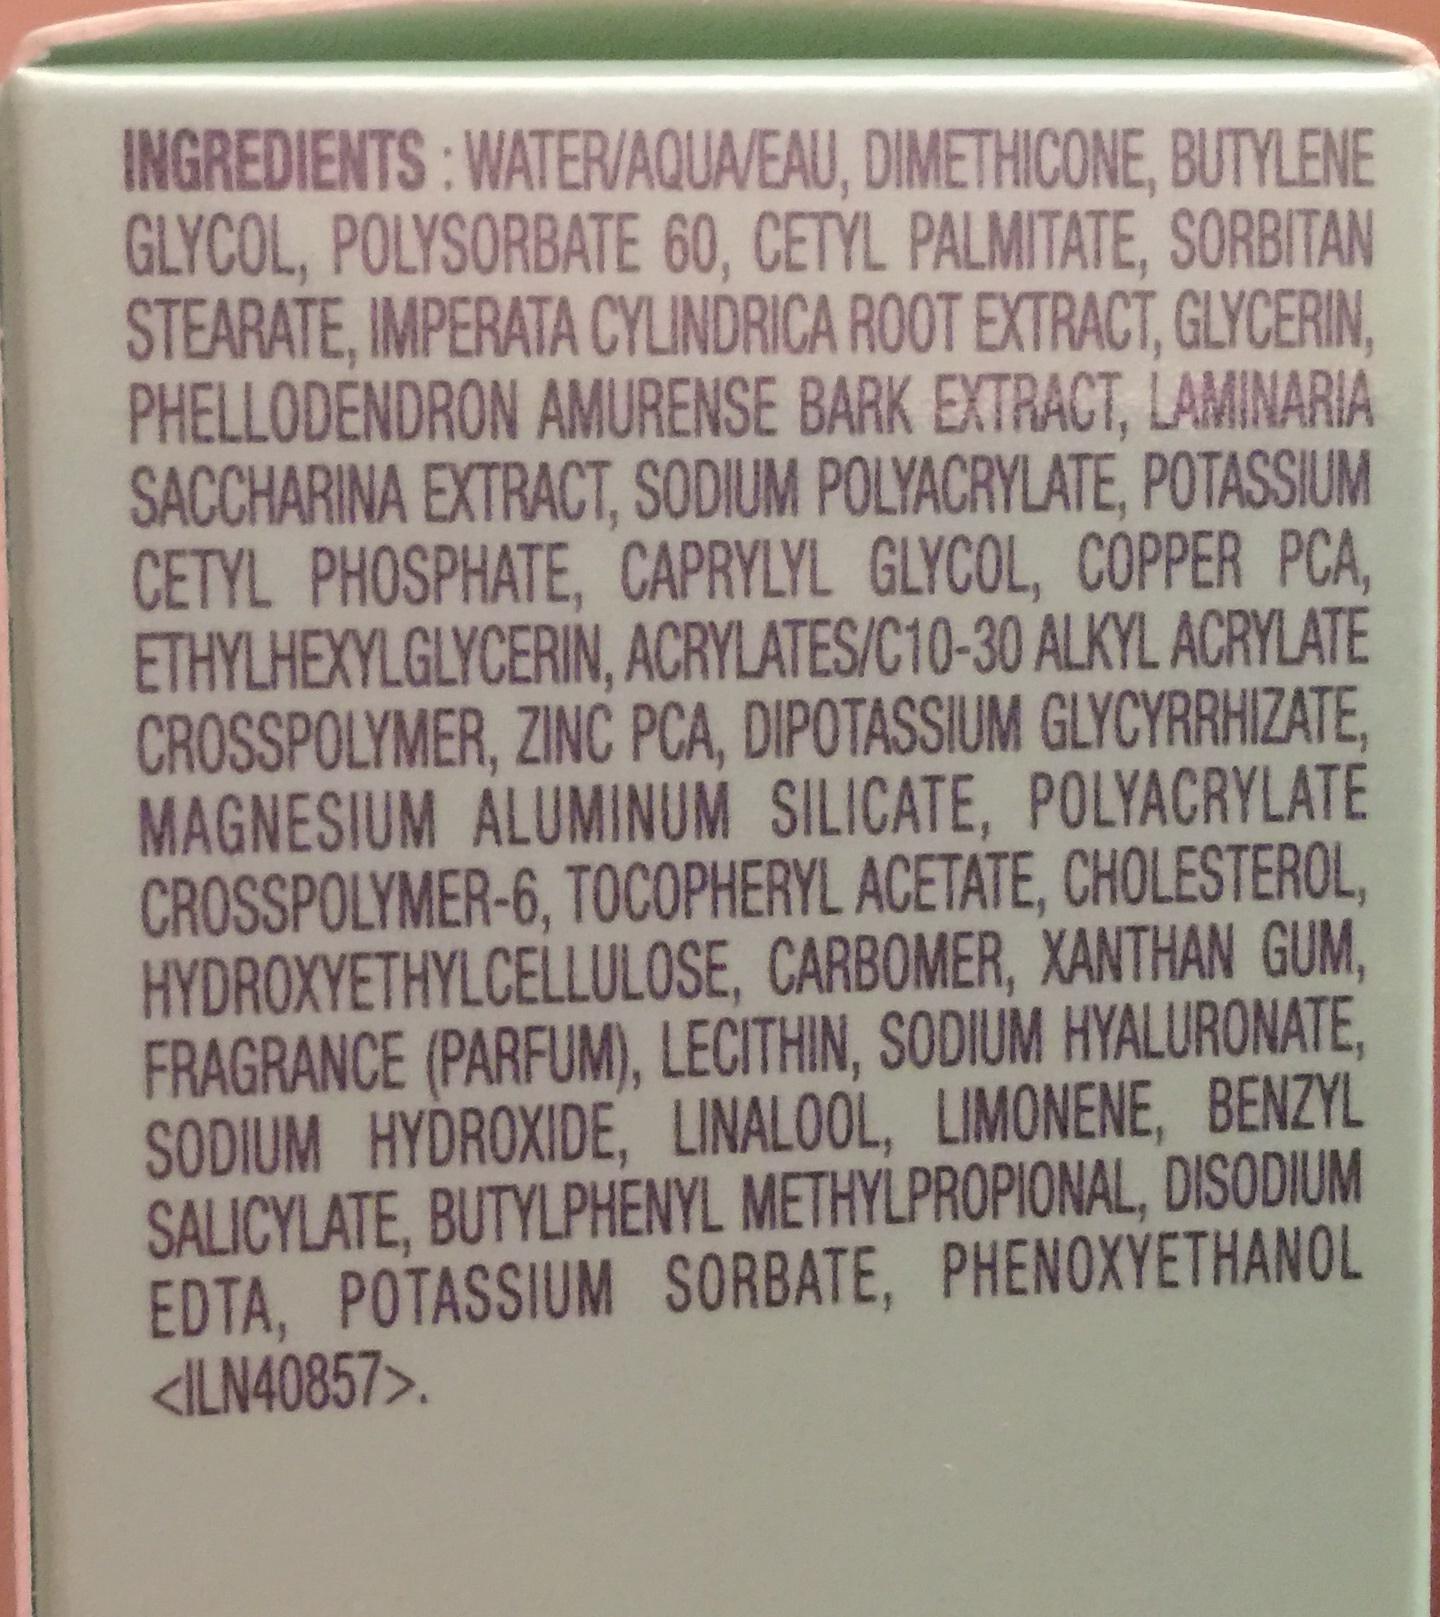 INGREDIENTS : WATER/AQUA/EAU, DIMETHICONE, BUTYLENE
GLYCOL, POLYSORBATE 60, CETYL PALMITATE, SORBITAN
STEARATE, IMPERATA CYLINDRICA ROOT EXTRACT, GLYCERIN,
PHELLODENDRON AMURENSE BARK EXTRACT, LAMINARIA
SACCHARINA EXTRACT, SODIUM POLYACRYLATE, POTASSIUM
CETYL PHOSPHATE, CAPRYLYL GLYCOL, COPPER PCA,
ETHYLHEXYLGLYCERIN, ACRYLATES/C10-30 ALKYL ACRYLATE
CROSSPOLYMER, ZINC PCA, DIPOTASSIUM GLYCYRRHIZATE,
MAGNESIUM ALUMINUM SILICATE, POLYACRYLATE
CROSSPOLYMER-6, TOCOPHERYL ACETATE, CHOLESTEROL,
HYDROXYETHYLCELLULOSE, CARBOMER, XANTHAN GUM,
FRAGRANCE (PARFUM), LECITHIN, SODIUM HYALURONATE,
SODIUM HYDROXIDE, LINALOOL, LIMONENE, BENZYL
SALICYLATE, BUTYLPHENYL METHYLPROPIONAL, DISODIUM
EDTA, POTASSIUM SORBATE, PHENOXYETHANOL
<ILN40857>.